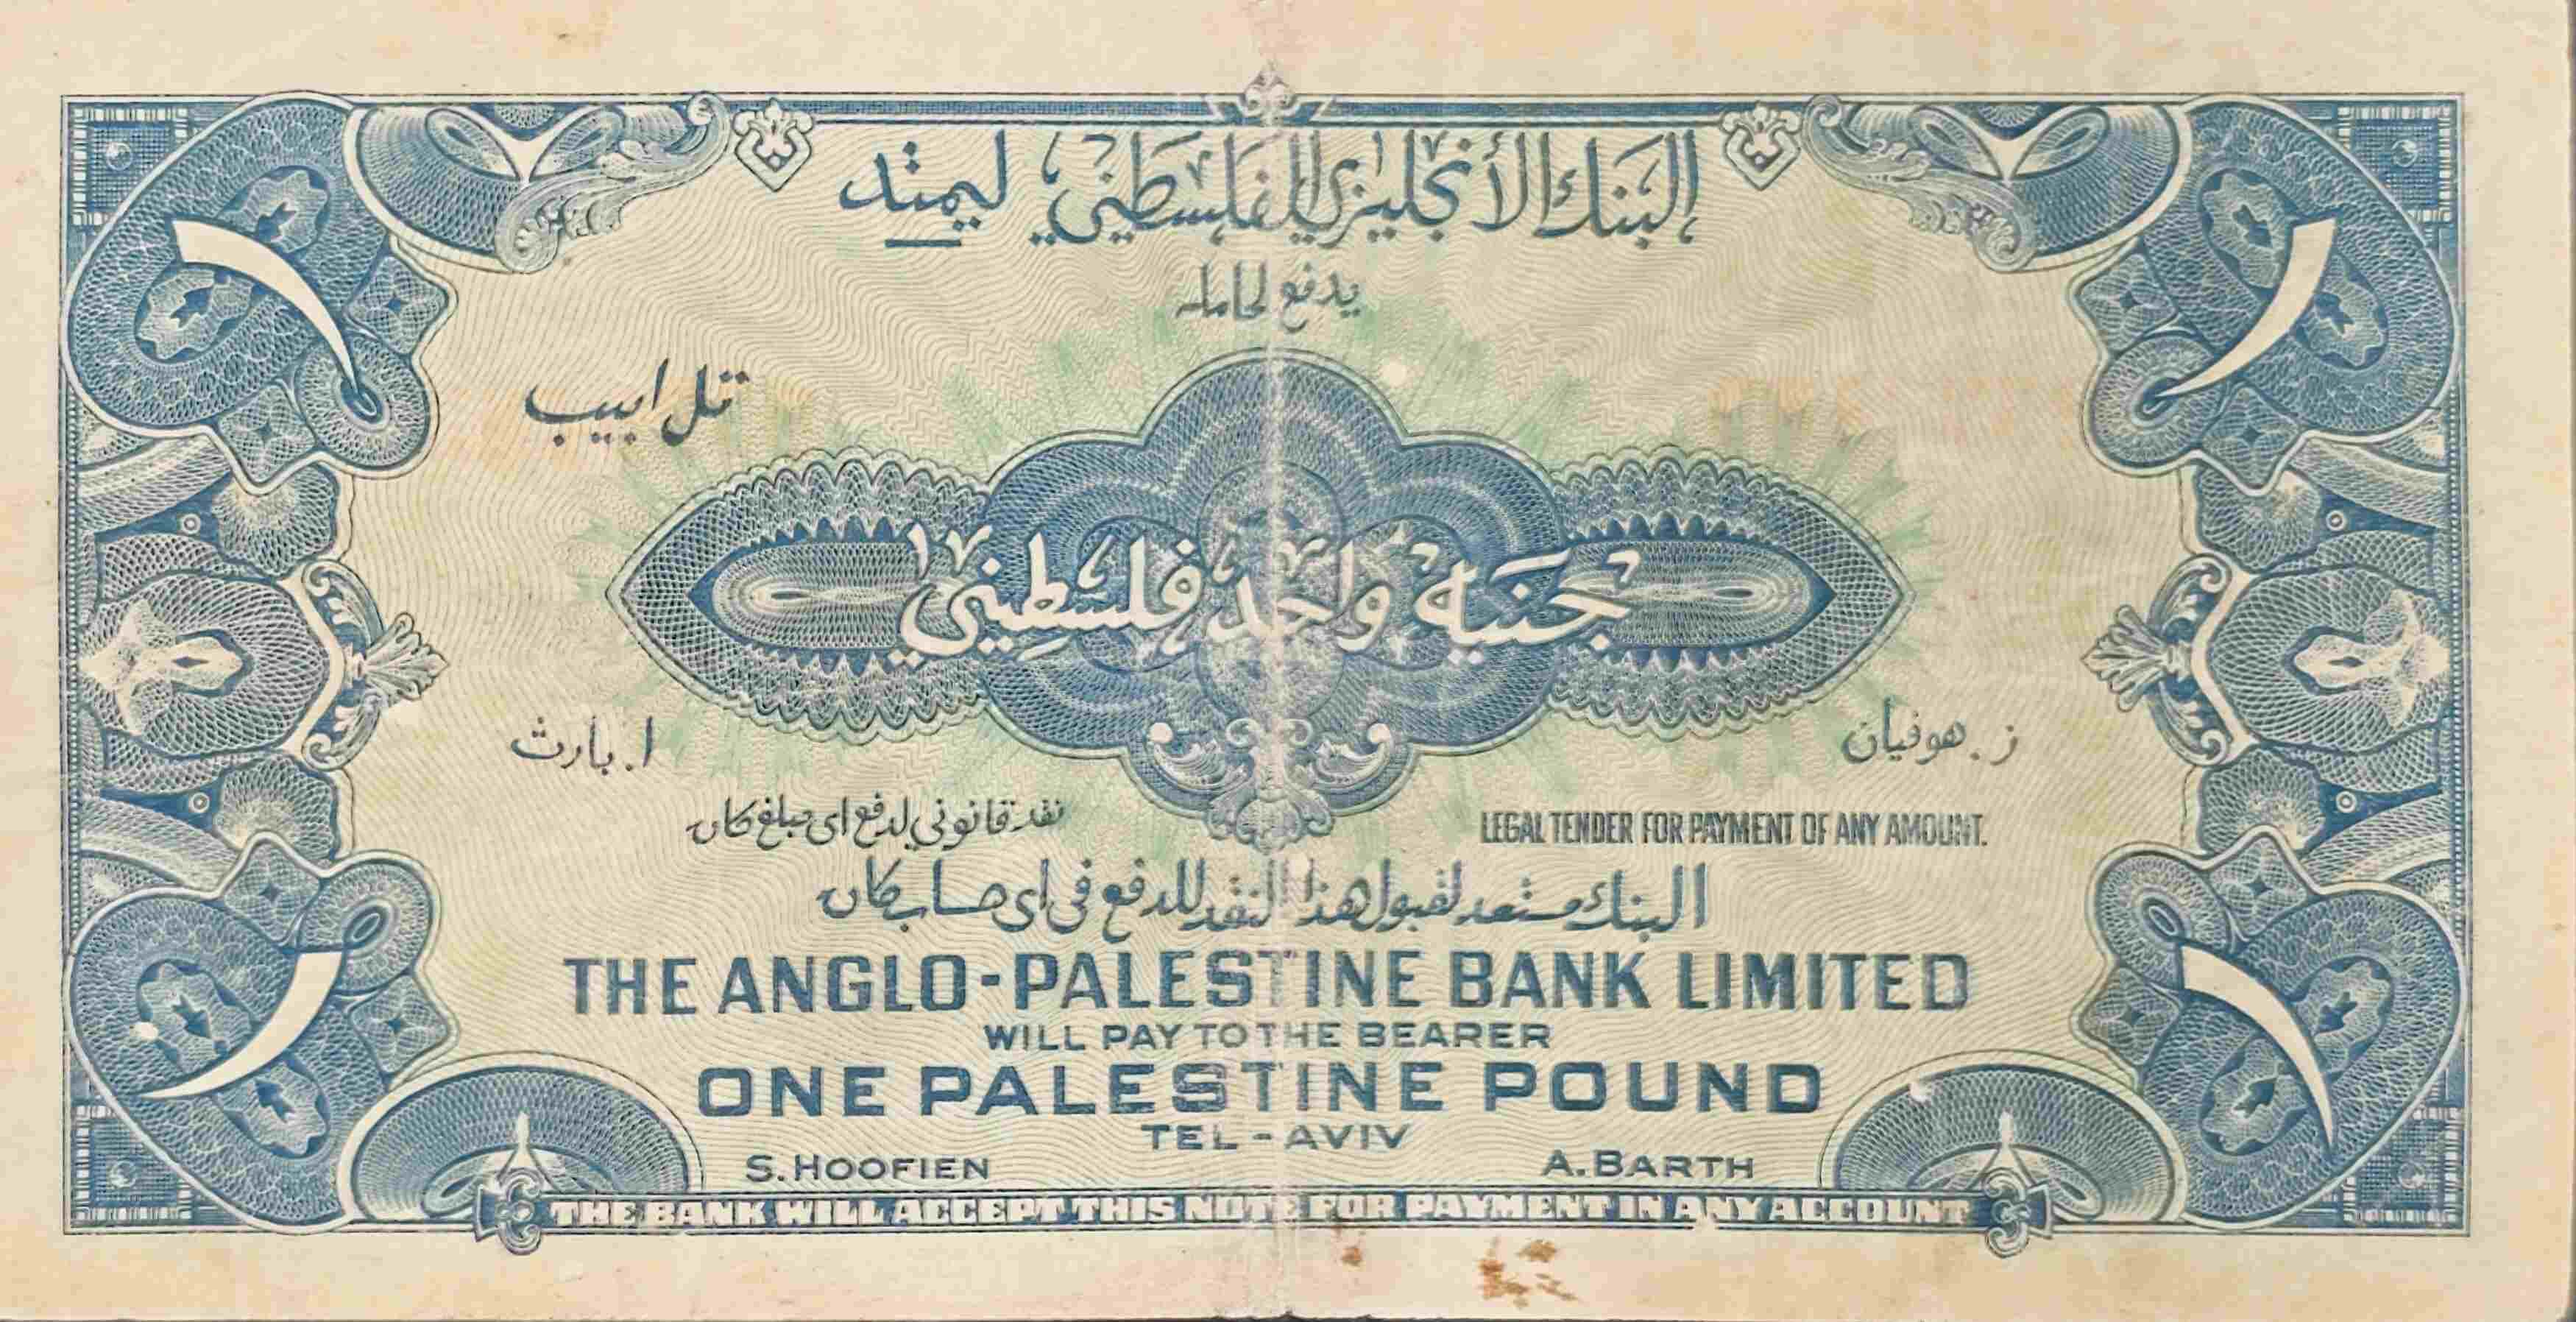 البنك الأنجليزي الفلسطيني ليمتد
يدفع لحامله
تل ابيب
١
١
جنيه واحد فلسطيني
ز. هوفيان
ا. بارث
LEGAL TENDER FOR PAYMENT OF ANY AMOUNT.
نقد قانوني لدفع اى مبلغ كان
البنك مستعد لقبول هذا النقد للدفع في اى حساب كان
THE ANGLO-PALESTINE BANK LIMITED
WILL PAY TO THE BEARER
ONE PALESTINE POUND
TEL-AVIV
S. HOOFIEN
A. BARTH
١
١
THE BANK WILL ACCEPT THIS NOTE FOR PAYMENT IN ANY ACCOUNT